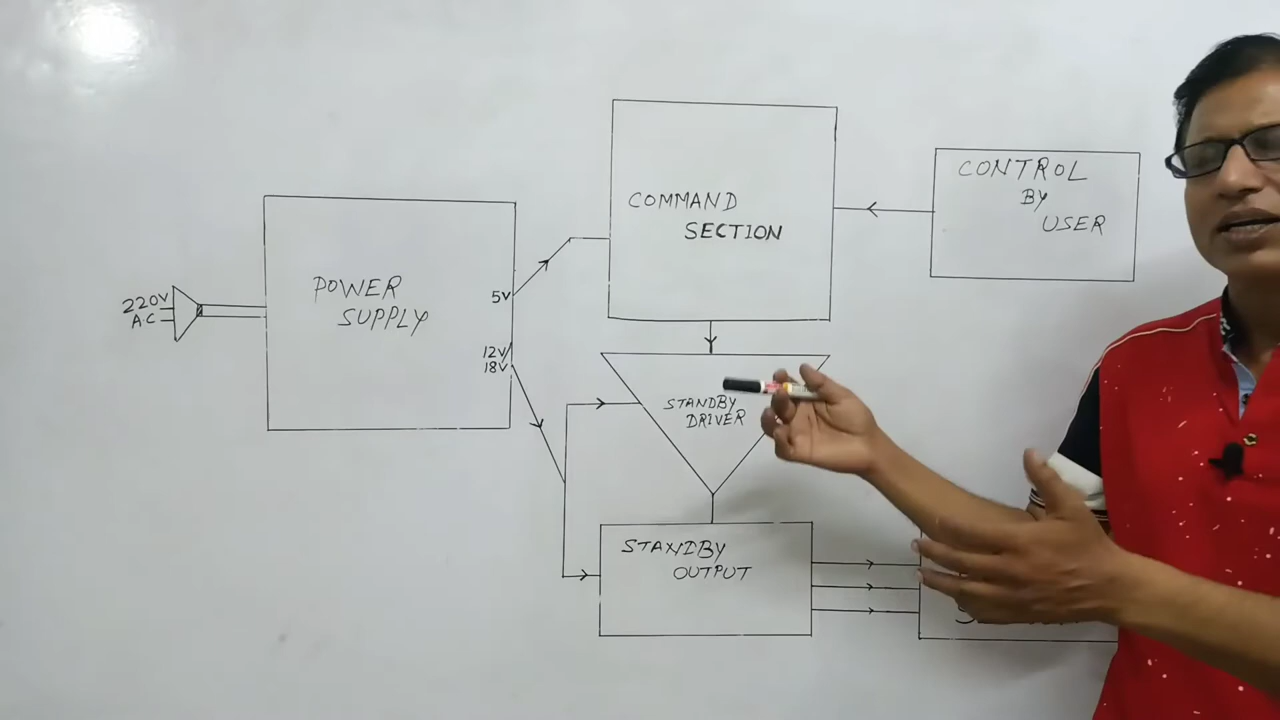 220V
AC
POWER
SUPPLY
5V
12V/
18V
COMMAND
SECTION
CONTROL
BY
USER
STANDBY
DRIVER
STANDBY
OUTPUT